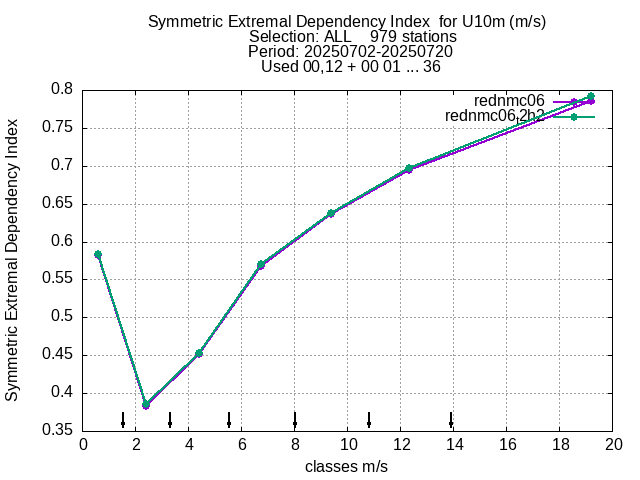 Symmetric Extremal Dependency Index  for U10m (m/s)
Selection: ALL    979 stations
Period: 20250702-20250720
Used 00,12 + 00 01 ... 36
rednmc06
rednmc06,2h2
0.8
0.75
0.7
0.65
0.6
0.55
0.5
0.45
0.4
0.35
Symmetric Extremal Dependency Index
0 2 4 6 8 10 12 14 16 18 20
classes m/s